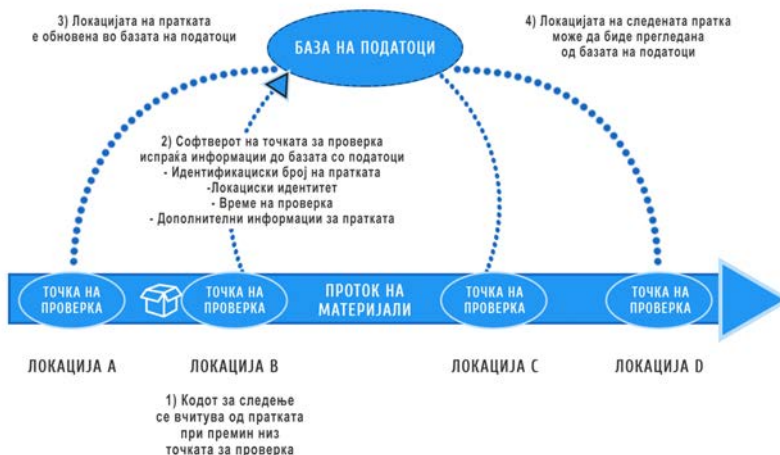 3) Локацијата на пратката
е обновена во базата на податоци
БАЗА НА ПОДАТОЦИ
4) Локацијата на следената пратка
може да биде прегледана
од базата на податоци
2) Софтверот на точката за проверка
испраќа информации до базата со податоци
- Идентификациски број на пратката
-Локациски идентитет
- Време на проверка
- Дополнителни информации за пратката
ТОЧКА НА
ПРОВЕРКА
ТОЧКА НА
ПРОВЕРКА
ПРОТОК НА
МАТЕРИЈАЛИ
ТОЧКА НА
ПРОВЕРКА
ТОЧКА НА
ПРОВЕРКА
ЛОКАЦИЈА A
ЛОКАЦИЈА B
ЛОКАЦИЈА C
ЛОКАЦИЈА D
1) Кодот за следење
се вчитува од пратката
при премин низ
точката за проверка